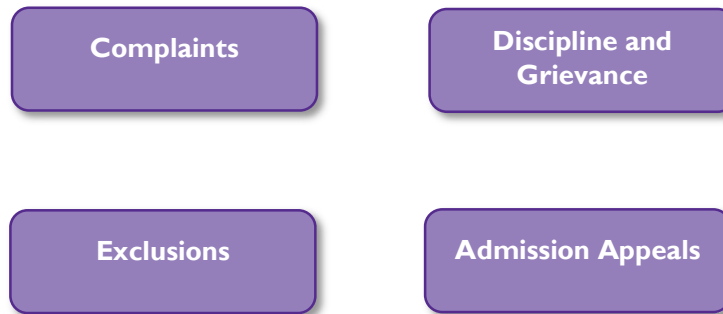 Complaints
Discipline and
Grievance
Exclusions
Admission Appeals